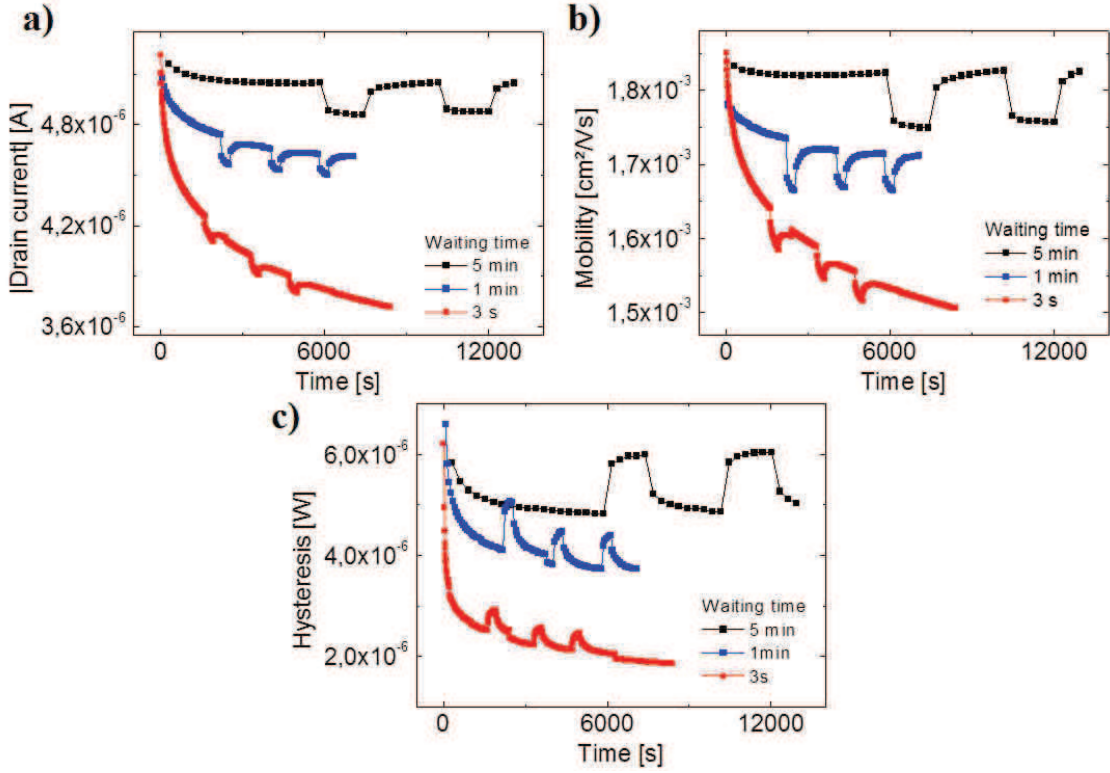 a)
|Drain current| [A]
4,8x10⁻⁶
4,2x10⁻⁶
3,6x10⁻⁶
Waiting time
5 min
1 min
3 s
0 6000 12000
Time [s]
b)
Mobility [cm²/Vs]
1,8x10⁻³
1,7x10⁻³
1,6x10⁻³
1,5x10⁻³
Waiting time
5 min
1 min
3 s
0 6000 12000
Time [s]
c)
Hysteresis [W]
6,0x10⁻⁶
4,0x10⁻⁶
2,0x10⁻⁶
Waiting time
5 min
1min
3s
0 6000 12000
Time [s]